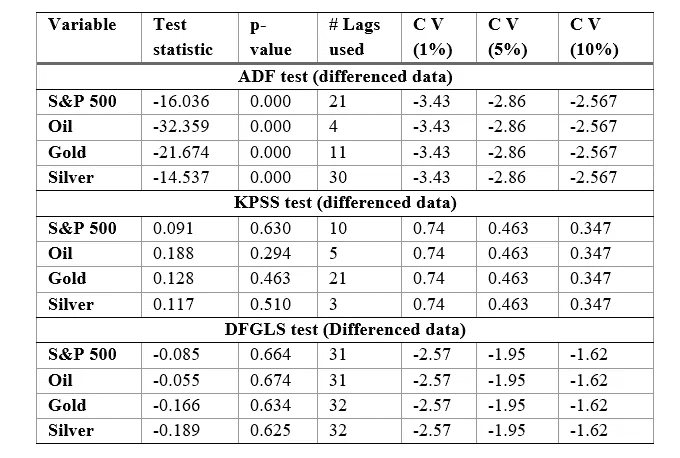 Variable Test statistic p-value # Lags used C V (1%) C V (5%) C V (10%)
ADF test (differenced data)
S&P 500 -16.036 0.000 21 -3.43 -2.86 -2.567
Oil -32.359 0.000 4 -3.43 -2.86 -2.567
Gold -21.674 0.000 11 -3.43 -2.86 -2.567
Silver -14.537 0.000 30 -3.43 -2.86 -2.567
KPSS test (differenced data)
S&P 500 0.091 0.630 10 0.74 0.463 0.347
Oil 0.188 0.294 5 0.74 0.463 0.347
Gold 0.128 0.463 21 0.74 0.463 0.347
Silver 0.117 0.510 3 0.74 0.463 0.347
DFGLS test (Differenced data)
S&P 500 -0.085 0.664 31 -2.57 -1.95 -1.62
Oil -0.055 0.674 31 -2.57 -1.95 -1.62
Gold -0.166 0.634 32 -2.57 -1.95 -1.62
Silver -0.189 0.625 32 -2.57 -1.95 -1.62